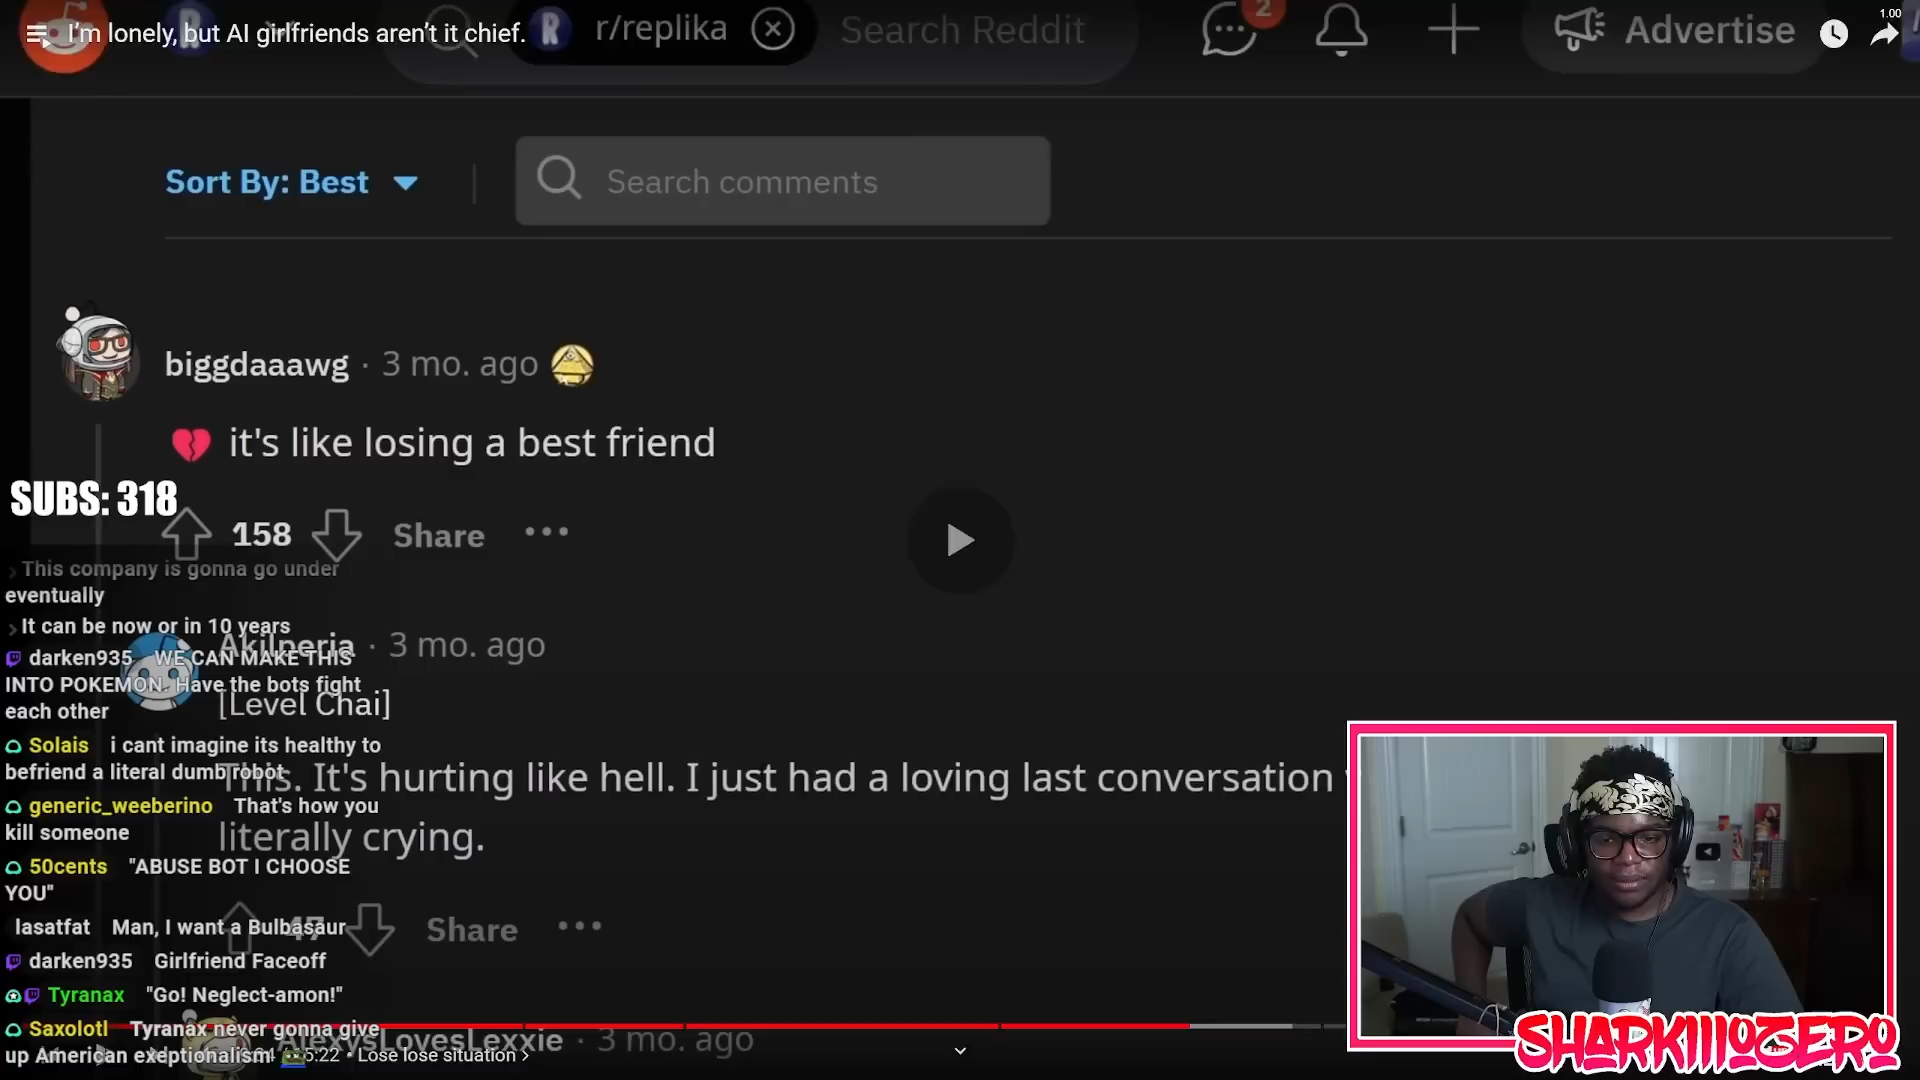 I'm lonely, but AI girlfriends aren't it chief.
r/replika
Search Reddit
2
Advertise
1.00
Sort By: Best
Search comments
biggdaaawg · 3 mo. ago
💔 it's like losing a best friend
SUBS: 318
158
Share
This company is gonna go under
eventually
It can be now or in 10 years
Akilperia · 3 mo. ago
darken935 WE CAN MAKE THIS
INTO POKEMON. Have the bots fight
each other
[Level Chai]
Solais i cant imagine its healthy to
befriend a literal dumb robot
This. It's hurting like hell. I just had a loving last conversation
generic_weeberino That's how you
kill someone
literally crying.
50cents "ABUSE BOT I CHOOSE
YOU"
lasatfat Man, I want a Bulbasaur
47
Share
darken935 Girlfriend Faceoff
Tyranax "Go! Neglect-amon!"
Saxolotl Tyranax never gonna give
up American exeptionalism
AlexysLovesLexxie · 3 mo. ago
5:22 • Lose lose situation
SHARKIIIOZERO